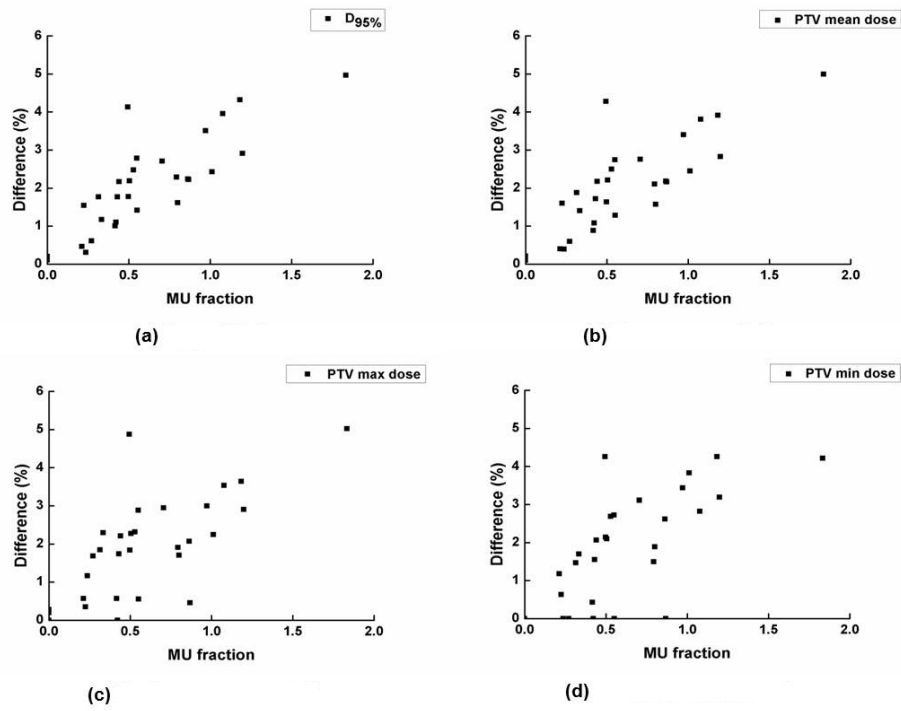 D95%
6
5
4
3
2
1
0
0.0 0.5 1.0 1.5 2.0
Difference (%)
MU fraction
(a)
PTV mean dose
6
5
4
3
2
1
0
0.0 0.5 1.0 1.5 2.0
Difference (%)
MU fraction
(b)
PTV max dose
6
5
4
3
2
1
0
0.0 0.5 1.0 1.5 2.0
Difference (%)
MU fraction
(c)
PTV min dose
6
5
4
3
2
1
0
0.0 0.5 1.0 1.5 2.0
Difference (%)
MU fraction
(d)